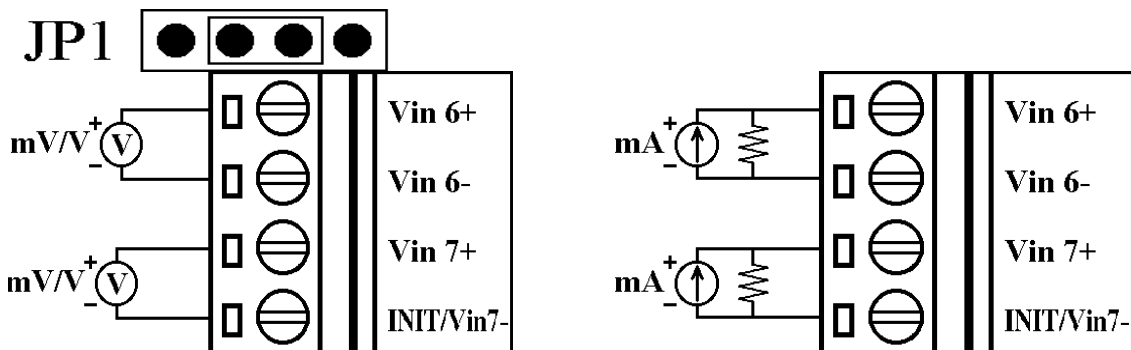 JP1
mV/V + V −
Vin 6+
Vin 6-
mV/V + V −
Vin 7+
INIT/Vin7-
mA + −
Vin 6+
Vin 6-
mA + −
Vin 7+
INIT/Vin7-